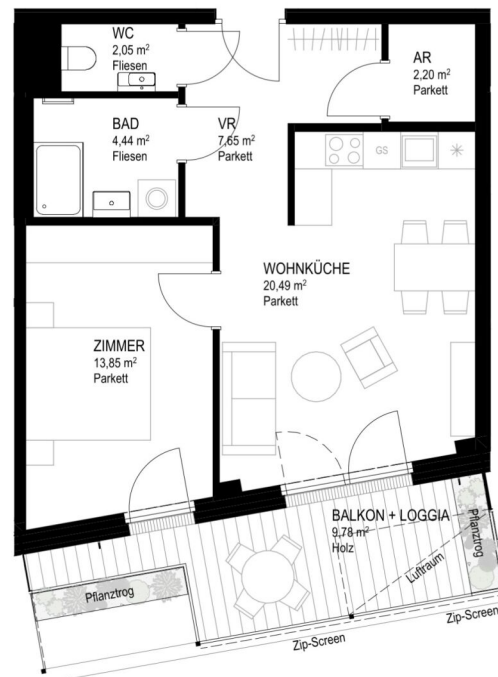 WC
2,05 m²
Fliesen
AR
2,20 m²
Parkett
BAD
4,44 m²
Fliesen
VR
7,65 m²
Parkett
GS
WOHNKÜCHE
20,49 m²
Parkett
ZIMMER
13,85 m²
Parkett
BALKON + LOGGIA
9,78 m²
Holz
Pflanztrog
Luftraum
Pflanztrog
Zip-Screen
Zip-Screen